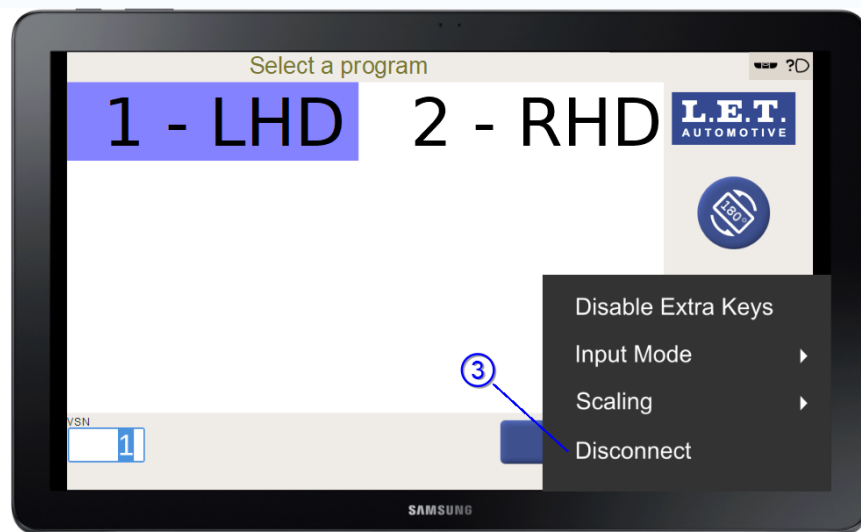 Select a program
?
1 - LHD 2 - RHD
L.E.T.
AUTOMOTIVE
180°
Disable Extra Keys
Input Mode
Scaling
3
Disconnect
VSN
1
SAMSUNG